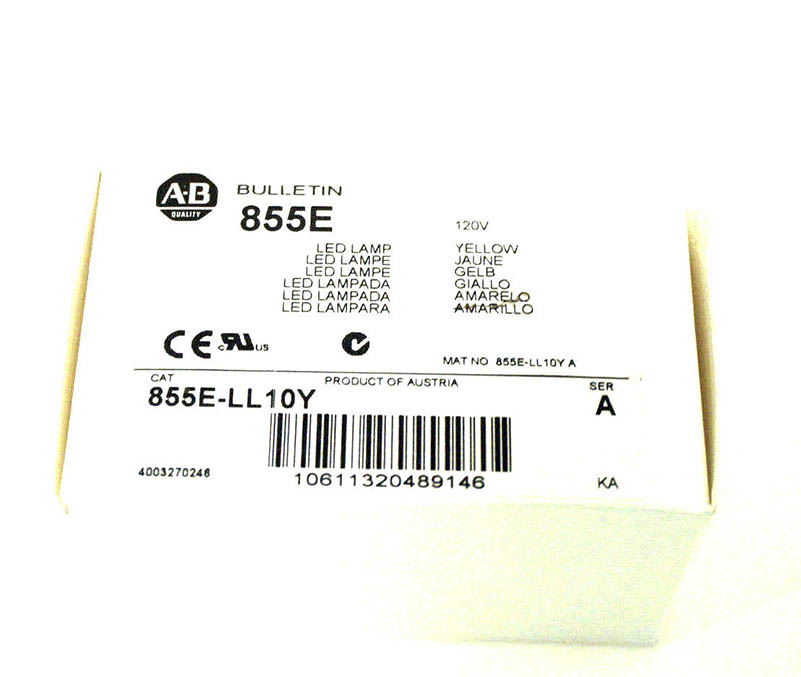 A-B
QUALITY
BULLETIN
855E
120V
LED LAMP YELLOW
LED LAMPE JAUNE
LED LAMPE GELB
LED LAMPADA GIALLO
LED LAMPADA AMARELO
LED LAMPARA AMARILLO
CE c RU US
MAT NO. 855E-LL10Y A
CAT PRODUCT OF AUSTRIA SER
855E-LL10Y A
4003270246 10611320489146 KA